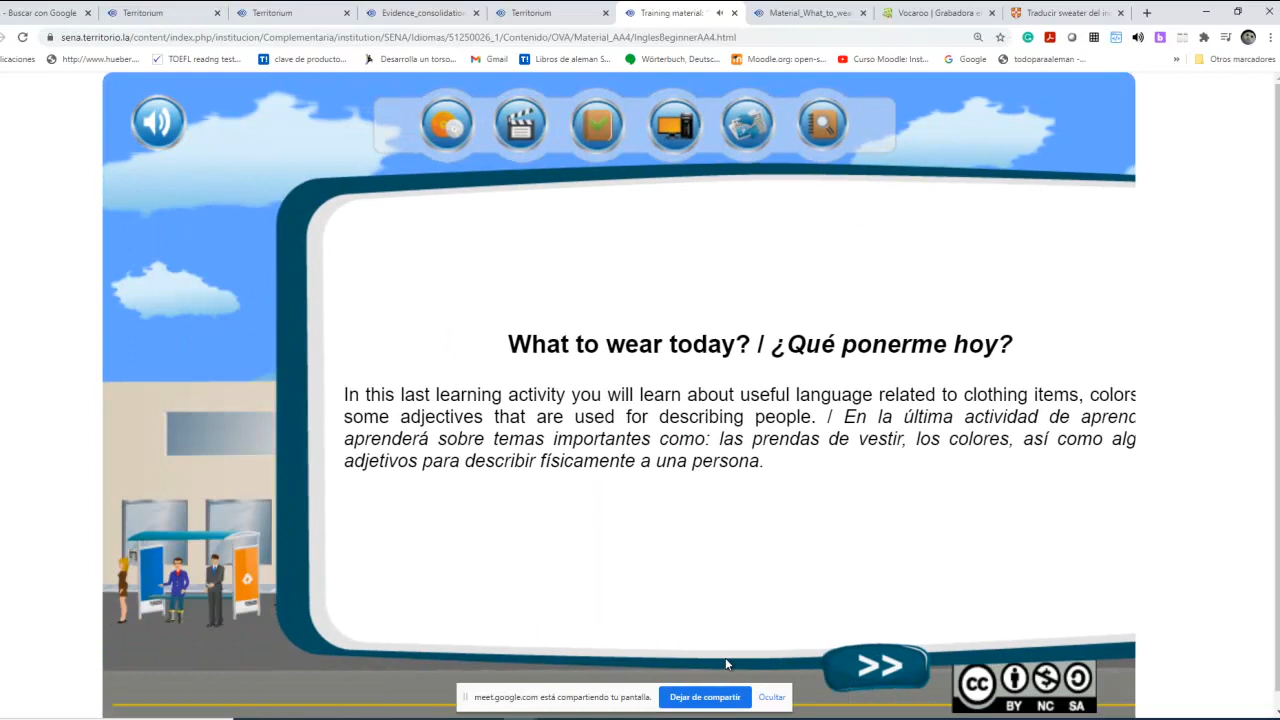 - Buscar con Google
Territorium
Territorium
Evidence_consolidatio
Territorium
Training material: "
Material_What_to_wea
Vocaroo | Grabadora
Traducir sweater del in
sena.territorio.la/content/index.php/institucion/Complementaria/institution/SENA/Idiomas/51250026_1/Contenido/OVA/Material_AA4/InglesBeginnerAA4.html
licaciones
http://www.hueber...
TOEFL readng test...
clave de producto...
Desarrolla un torso...
Gmail
Libros de aleman S...
Wörterbuch, Deutsc...
Moodle.org: open-s...
Curso Moodle: Inst...
Google
todoparaaleman -...
»
Otros marcadores
What to wear today? / ¿Qué ponerme hoy?
In this last learning activity you will learn about useful language related to clothing items, colors
some adjectives that are used for describing people. / En la última actividad de aprend
aprenderá sobre temas importantes como: las prendas de vestir, los colores, así como alg
adjetivos para describir físicamente a una persona.
>>
meet.google.com está compartiendo tu pantalla.
Dejar de compartir
Ocultar
cc
BY NC SA